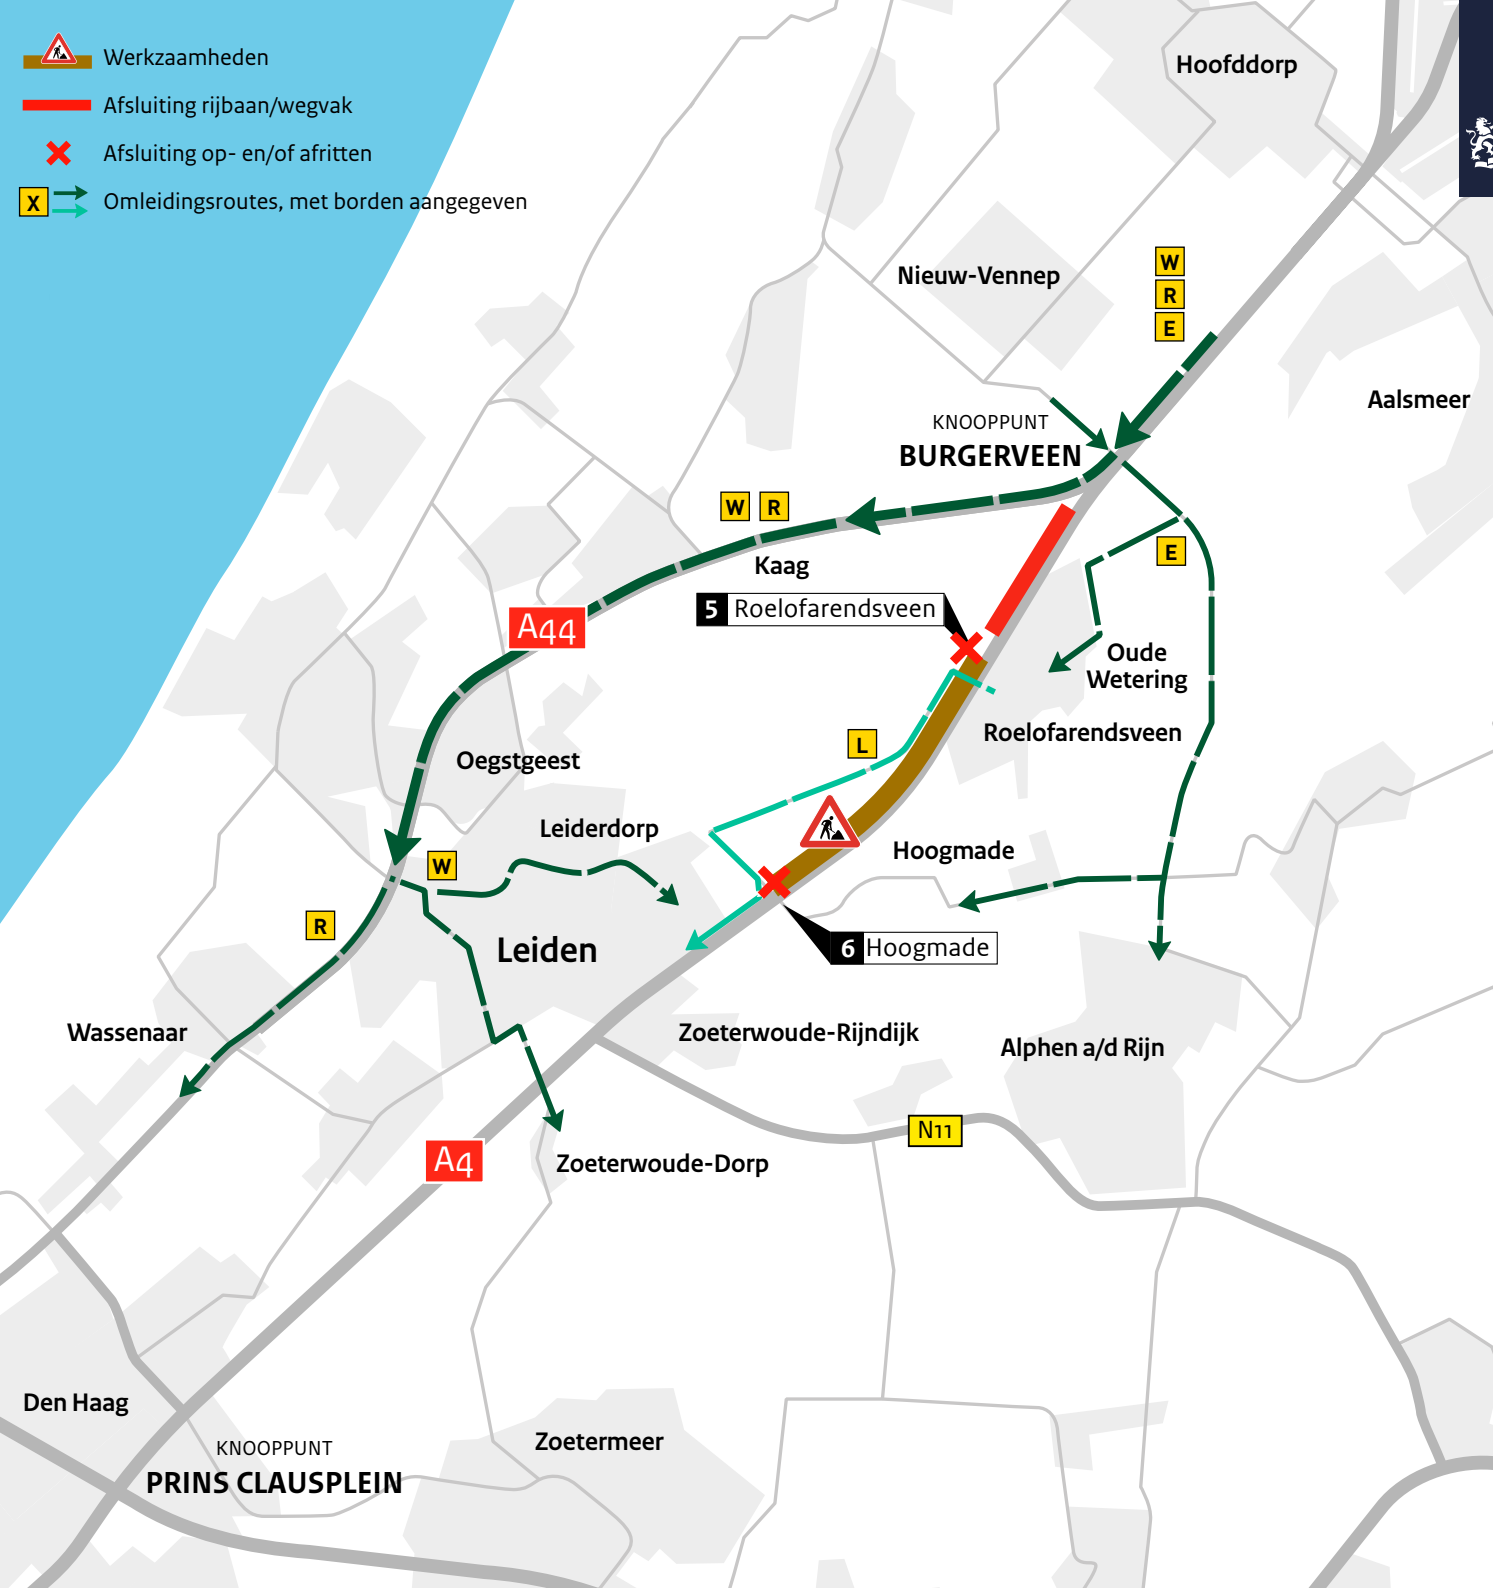 Werkzaamheden
Afsluiting rijbaan/wegvak
Afsluiting op- en/of afritten
X
Omleidingsroutes, met borden aangegeven
Hoofddorp
Nieuw-Vennep
W
R
E
Aalsmeer
KNOOPPUNT
BURGERVEEN
W
R
E
Kaag
5 Roelofarendsveen
A44
Oude
Wetering
Roelofarendsveen
L
Oegstgeest
Leiderdorp
Hoogmade
W
R
Leiden
6 Hoogmade
Wassenaar
Zoeterwoude-Rijndijk
Alphen a/d Rijn
N11
A4
Zoeterwoude-Dorp
Den Haag
KNOOPPUNT
PRINS CLAUSPLEIN
Zoetermeer